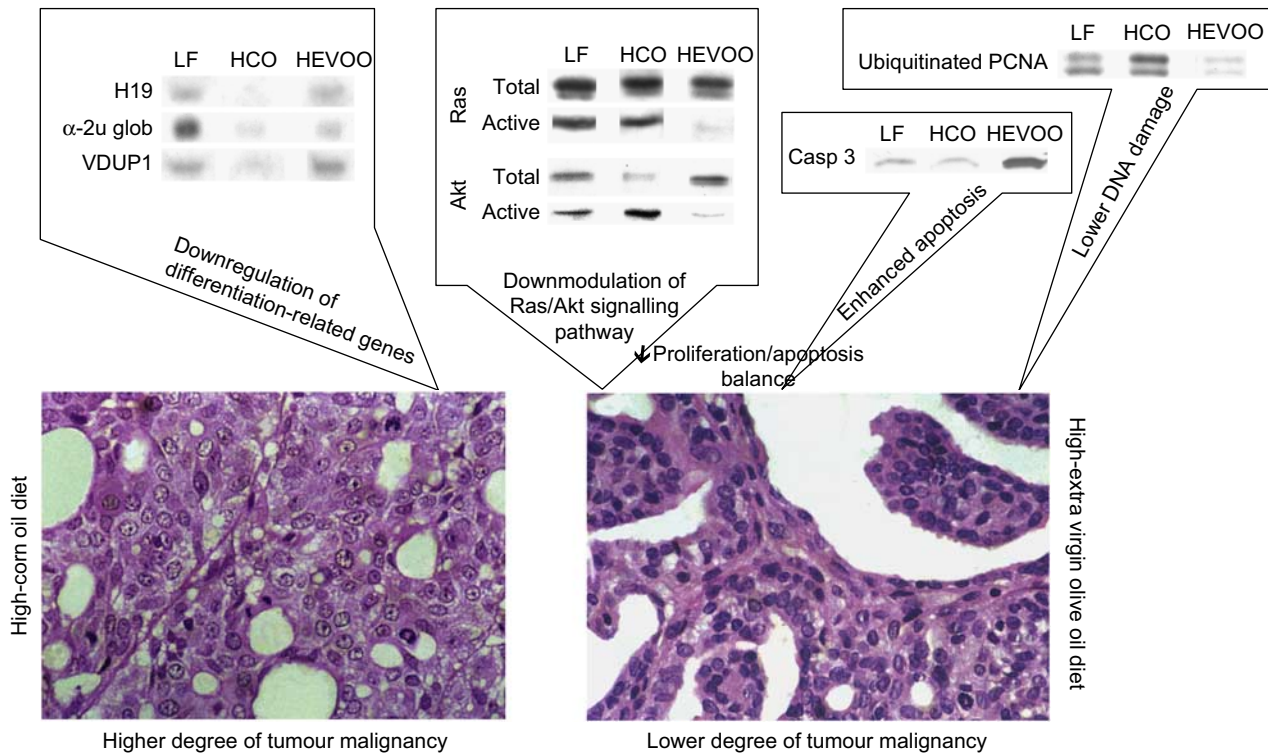 LF HCO HEVOO
H19
α-2u glob
VDUP1
Downregulation of
differentiation-related genes
LF HCO HEVOO
Ras
Total
Active
Akt
Total
Active
Downmodulation of
Ras/Akt signalling
pathway
↓ Proliferation/apoptosis
balance
LF HCO HEVOO
Casp 3
Enhanced apoptosis
LF HCO HEVOO
Ubiquitinated PCNA
Lower DNA damage
High-corn oil diet
Higher degree of tumour malignancy
High-extra virgin olive oil diet
Lower degree of tumour malignancy